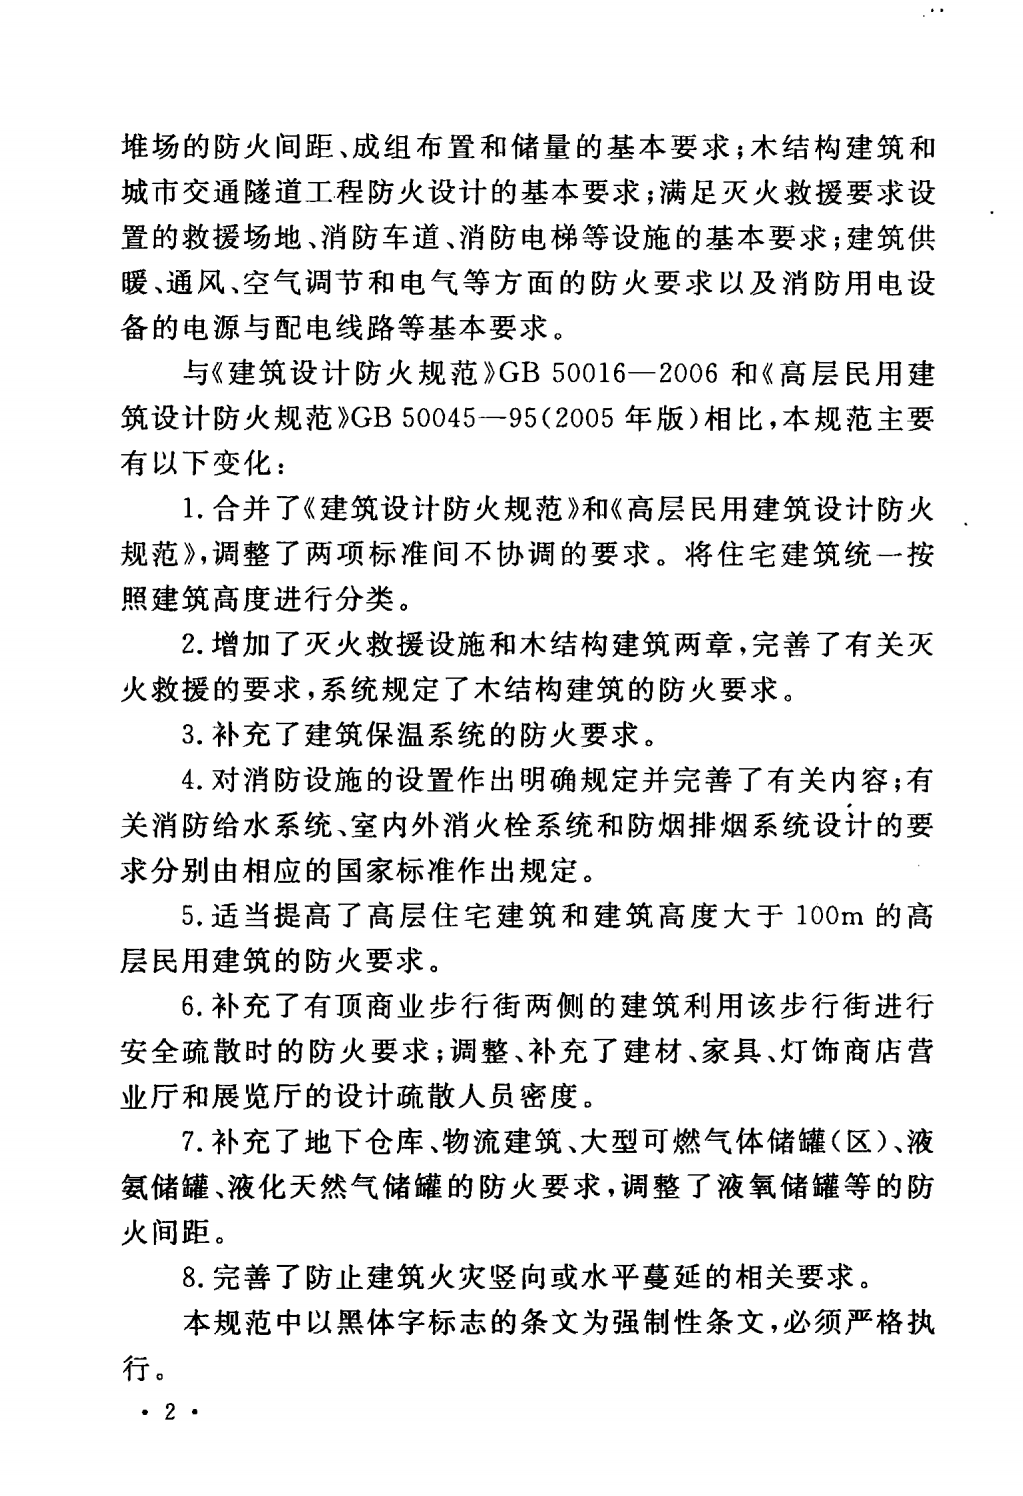 堆场的防火间距、成组布置和储量的基本要求;木结构建筑和
城市交通隧道工程防火设计的基本要求;满足灭火救援要求设
置的救援场地、消防车道、消防电梯等设施的基本要求;建筑供
暖、通风、空气调节和电气等方面的防火要求以及消防用电设
备的电源与配电线路等基本要求。
与《建筑设计防火规范》GB 50016—2006 和《高层民用建
筑设计防火规范》GB 50045—95(2005 年版)相比,本规范主要
有以下变化:
1. 合并了《建筑设计防火规范》和《高层民用建筑设计防火
规范》,调整了两项标准间不协调的要求。将住宅建筑统一按
照建筑高度进行分类。
2. 增加了灭火救援设施和木结构建筑两章,完善了有关灭
火救援的要求,系统规定了木结构建筑的防火要求。
3. 补充了建筑保温系统的防火要求。
4. 对消防设施的设置作出明确规定并完善了有关内容;有
关消防给水系统、室内外消火栓系统和防烟排烟系统设计的要
求分别由相应的国家标准作出规定。
5. 适当提高了高层住宅建筑和建筑高度大于 100m 的高
层民用建筑的防火要求。
6. 补充了有顶商业步行街两侧的建筑利用该步行街进行
安全疏散时的防火要求;调整、补充了建材、家具、灯饰商店营
业厅和展览厅的设计疏散人员密度。
7. 补充了地下仓库、物流建筑、大型可燃气体储罐(区)、液
氨储罐、液化天然气储罐的防火要求,调整了液氧储罐等的防
火间距。
8. 完善了防止建筑火灾竖向或水平蔓延的相关要求。
本规范中以黑体字标志的条文为强制性条文,必须严格执
行。
· 2 ·